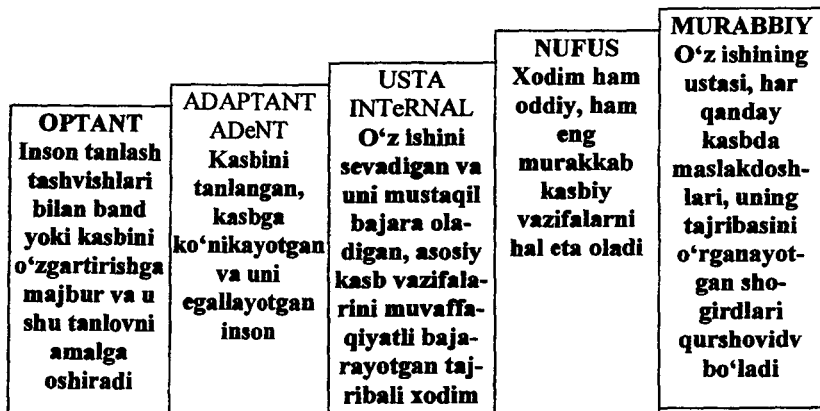 OPTANT
Inson tanlash
tashvishlari
bilan band
yoki kasbini
o‘zgartirishga
majbur va u
shu tanlovni
amalga
oshiradi
ADAPTANT
ADeNT
Kasbini
tanlangan,
kasbga
ko‘nikayotgan
va uni
egallayotgan
inson
USTA
INTeRNAL
O‘z ishini
sevadigan va
uni mustaqil
bajara ola-
digan, asosiy
kasb vazifala-
rini muvaffa-
qiyatli baja-
rayotgan taj-
ribali xodim
NUFUS
Xodim ham
oddiy, ham
eng
murakkab
kasbiy
vazifalarni
hal eta oladi
MURABBIY
O‘z ishining
ustasi, har
qanday
kasbda
maslakdosh-
lari, uning
tajribasini
o‘rganayot-
gan sho-
girdlari
qurshovidv
bo‘ladi